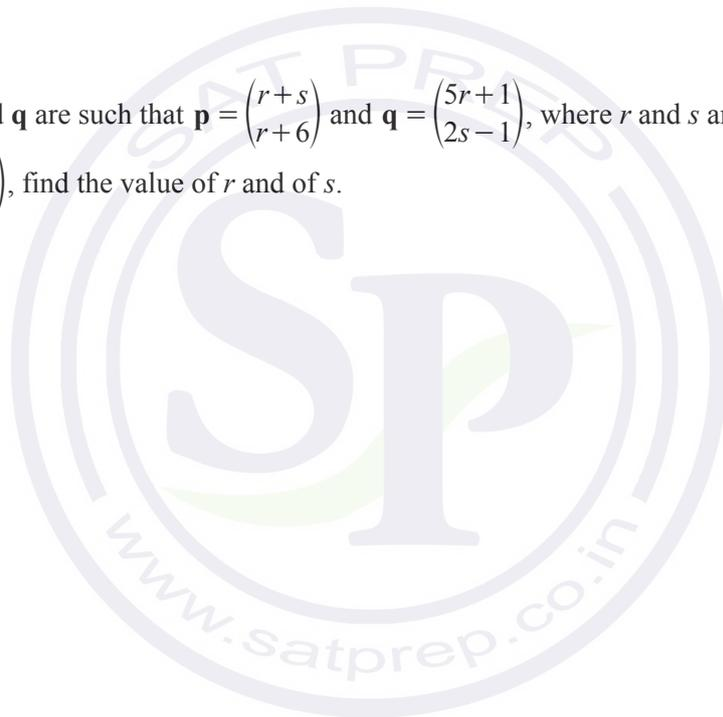 SAT PREP
q are such that p = (r+s r+6) and q = (5r+1 2s−1), where r and s
), find the value of r and of s.
SP
www.satprep.co.in